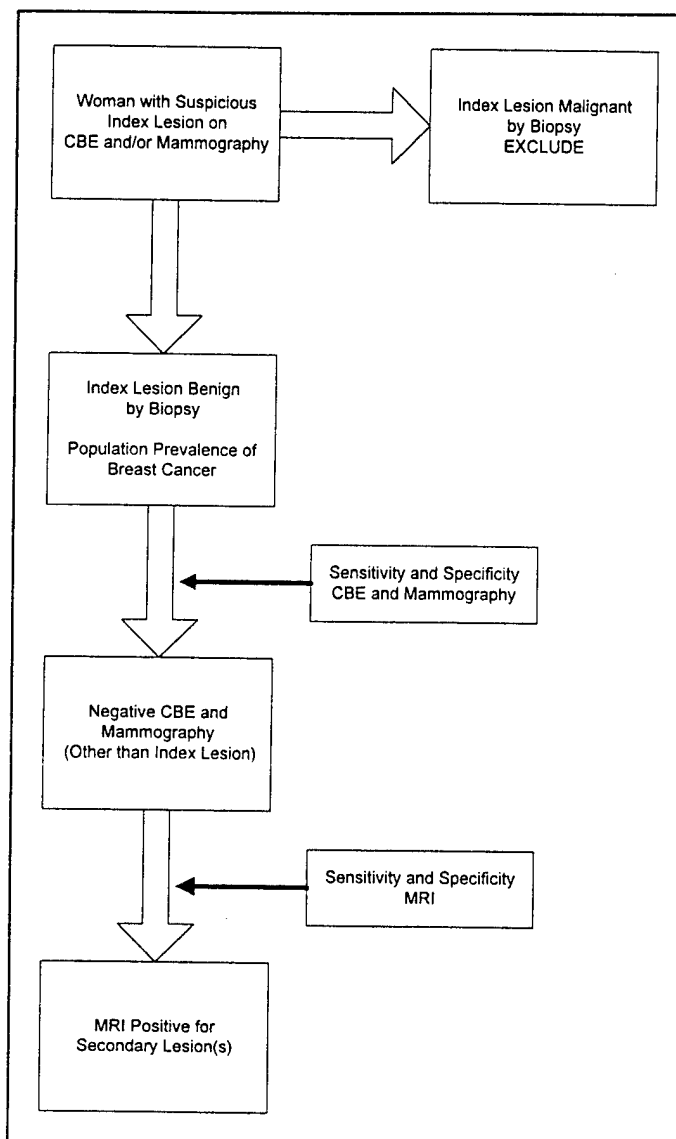 Woman with Suspicious
Index Lesion on
CBE and/or Mammography
Index Lesion Malignant
by Biopsy
EXCLUDE
Index Lesion Benign
by Biopsy
Population Prevalence of
Breast Cancer
Sensitivity and Specificity
CBE and Mammography
Negative CBE and
Mammography
(Other than Index Lesion)
Sensitivity and Specificity
MRI
MRI Positive for
Secondary Lesion(s)